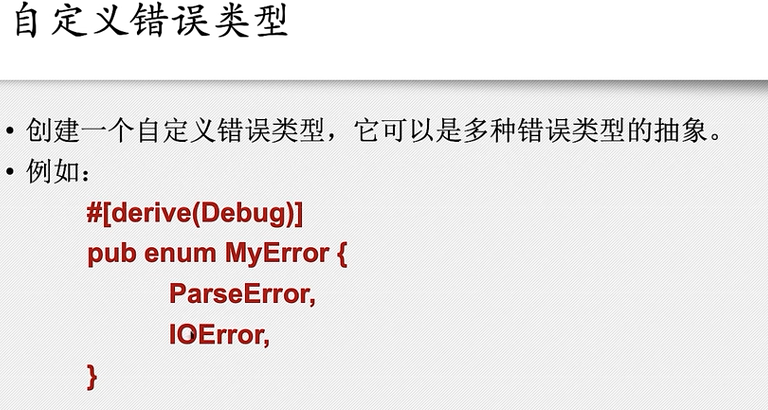 自定义错误类型
• 创建一个自定义错误类型，它可以是多种错误类型的抽象。
• 例如：
#[derive(Debug)]
pub enum MyError {
ParseError,
IOError,
}